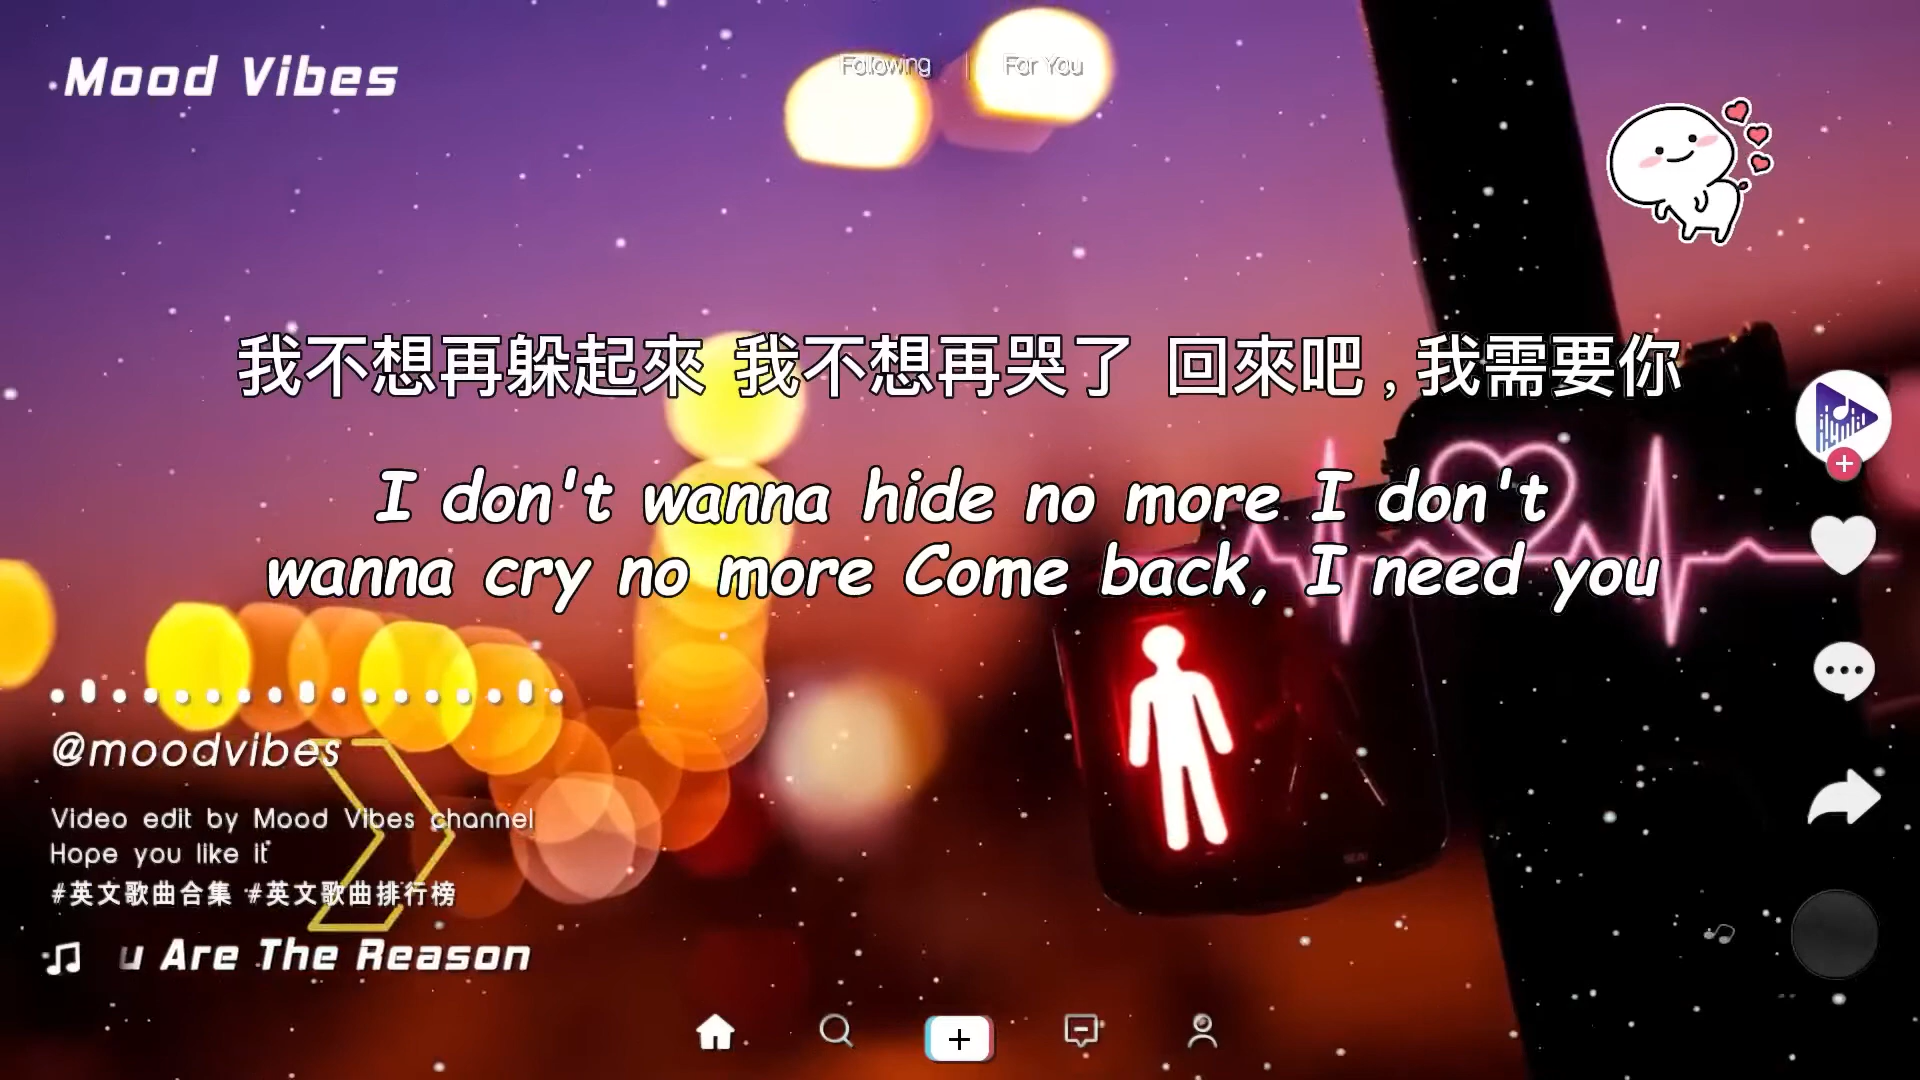 Mood Vibes
Following | For You
我不想再躲起來 我不想再哭了 回來吧 , 我需要你
I don't wanna hide no more I don't
wanna cry no more Come back, I need you
@moodvibes
Video edit by Mood Vibes channel
Hope you like it
#英文歌曲合集 #英文歌曲排行榜
u Are The Reason